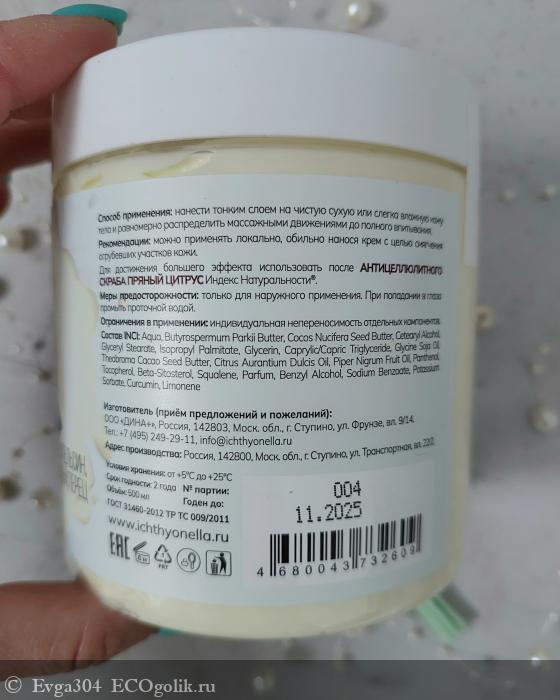 Способ применения: нанести тонким слоем на чистую сухую или слегка влажную кожу
тела и равномерно распределить массажными движениями до полного впитывания.
Рекомендации: можно применять локально, обильно нанося крем с целью смягчения
огрубевших участков кожи.
Для достижения большего эффекта использовать после АНТИЦЕЛЛЮЛИТНОГО
СКРАБА ПРЯНЫЙ ЦИТРУС Индекс Натуральности®.
Меры предосторожности: только для наружного применения. При попадании в глаза
промыть проточной водой.
Ограничения в применении: индивидуальная непереносимость отдельных компонентов.
Состав INCI: Aqua, Butyrospermum Parkii Butter, Cocos Nucifera Seed Butter, Cetearyl Alcohol,
Glyceryl Stearate, Isopropyl Palmitate, Glycerin, Caprylic/Capric Triglyceride, Glycine Soja Oil,
Theobroma Cacao Seed Butter, Citrus Aurantium Dulcis Oil, Piper Nigrum Fruit Oil, Panthenol,
Tocopherol, Beta-Sitosterol, Squalene, Parfum, Benzyl Alcohol, Sodium Benzoate, Potassium
Sorbate, Curcumin, Limonene
Изготовитель (приём предложений и пожеланий):
ООО «ДИНА+», Россия, 142803, Моск. обл., г. Ступино, ул. Фрунзе, вл. 9/14.
Тел.: +7 (495) 249-29-11, info@ichthyonella.ru
Адрес производства: Россия, 142800, Моск. обл., г. Ступино, ул. Транспортная, вл. 22/2.
Условия хранения: от +5°C до +25°C
Срок годности: 2 года № партии:
Объём: 500 мл Годен до:
ГОСТ 31460-2012 ТР ТС 009/2011
004
11.2025
www.ichthyonella.ru
EAC
4 680043 732609
ПЕРЕЦ
Evga304 ECOgolik.ru